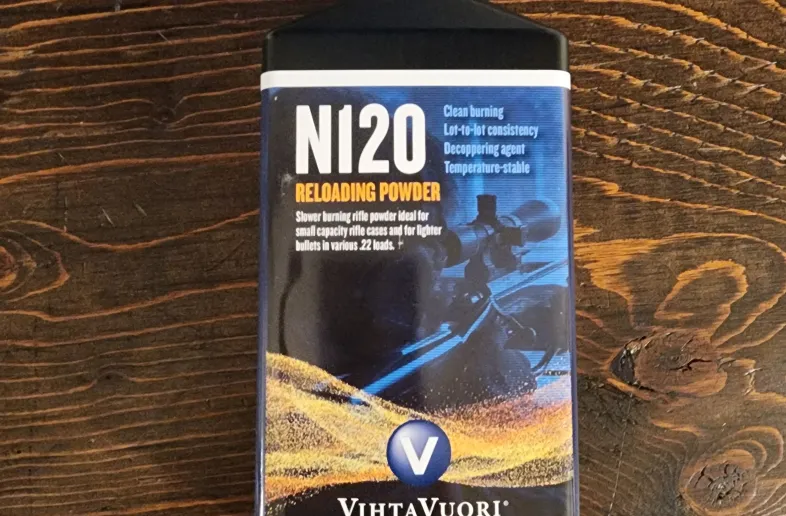 N120
Clean burning
Lot-to-lot consistency
Decoppering agent
Temperature-stable
RELOADING POWDER
Slower burning rifle powder ideal for
small capacity rifle cases and for lighter
bullets in various .22 loads.
V
VIHTAVUORI®